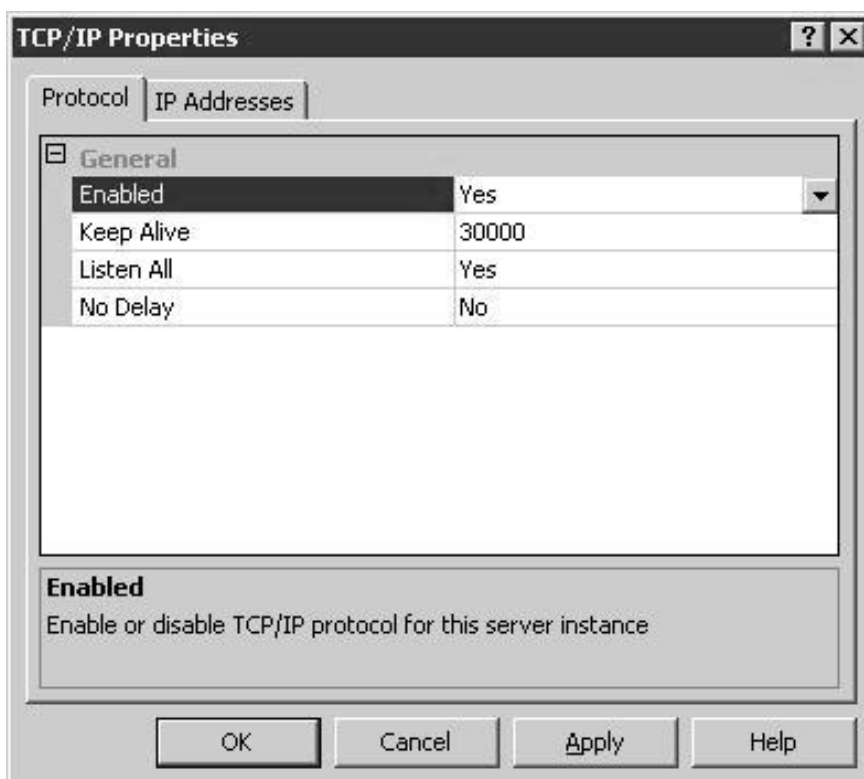 TCP/IP Properties
Protocol IP Addresses
General
Enabled Yes
Keep Alive 30000
Listen All Yes
No Delay No
Enabled
Enable or disable TCP/IP protocol for this server instance
OK Cancel Apply Help